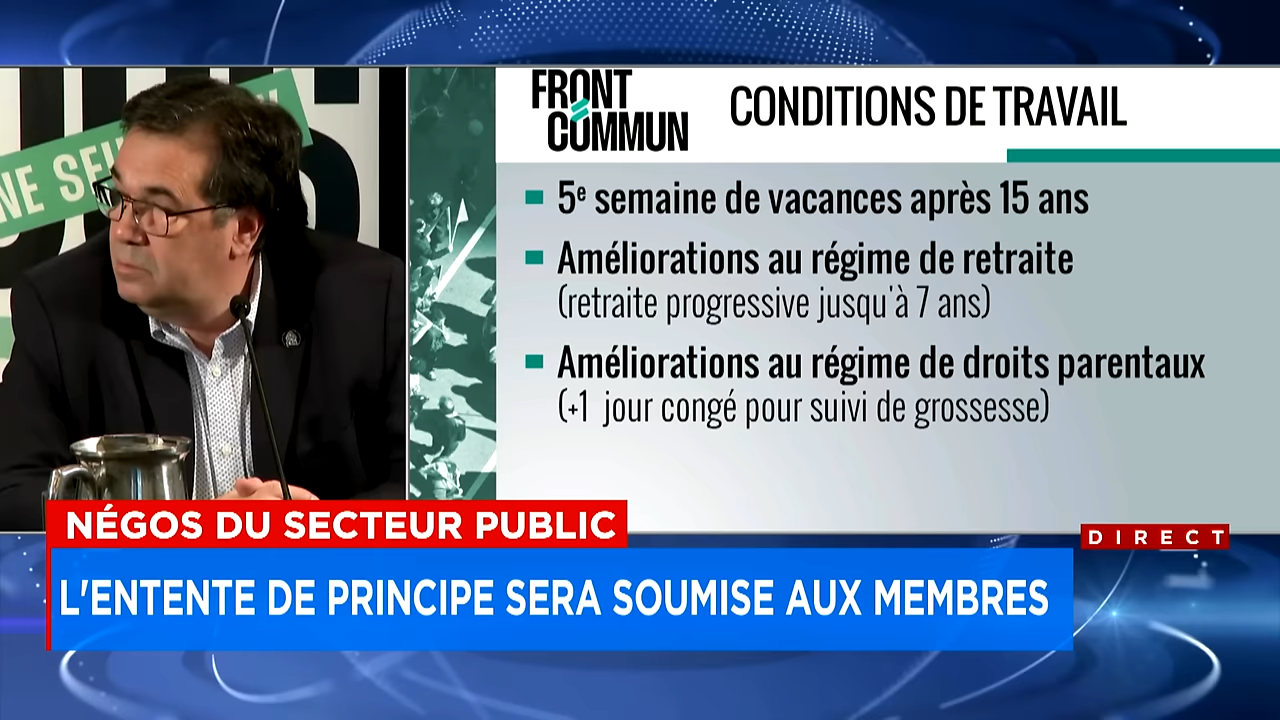 NE SEU
FRONT
COMMUN
CONDITIONS DE TRAVAIL
5e semaine de vacances après 15 ans
Améliorations au régime de retraite
(retraite progressive jusqu'à 7 ans)
Améliorations au régime de droits parentaux
(+1 jour congé pour suivi de grossesse)
NÉGOS DU SECTEUR PUBLIC
DIRECT
L'ENTENTE DE PRINCIPE SERA SOUMISE AUX MEMBRES